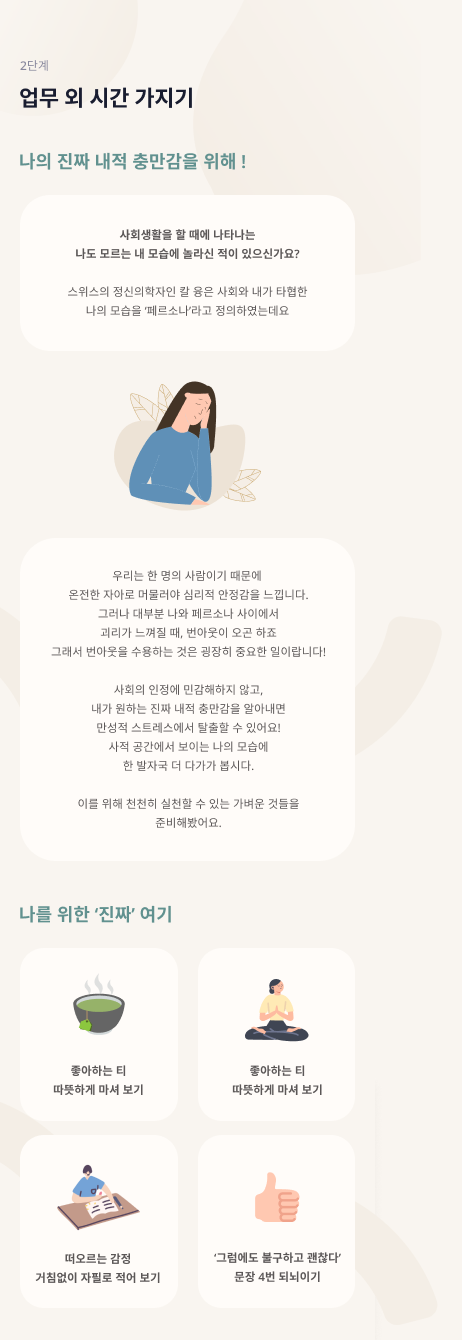 2단계
업무 외 시간 가지기
나의 진짜 내적 충만감을 위해 !
사회생활을 할 때에 나타나는
나도 모르는 내 모습에 놀라신 적이 있으신가요?
스위스의 정신의학자인 칼 융은 사회와 내가 타협한
나의 모습을 '페르소나'라고 정의하였는데요
우리는 한 명의 사람이기 때문에
온전한 자아로 머물러야 심리적 안정감을 느낍니다.
그러나 대부분 나와 페르소나 사이에서
괴리가 느껴질 때, 번아웃이 오곤 하죠
그래서 번아웃을 수용하는 것은 굉장히 중요한 일이랍니다!
사회의 인정에 민감해하지 않고,
내가 원하는 진짜 내적 충만감을 알아내면
만성적 스트레스에서 탈출할 수 있어요!
사적 공간에서 보이는 나의 모습에
한 발자국 더 다가가 봅시다.
이를 위해 천천히 실천할 수 있는 가벼운 것들을
준비해봤어요.
나를 위한 '진짜' 여기
좋아하는 티
따뜻하게 마셔 보기
좋아하는 티
따뜻하게 마셔 보기
떠오르는 감정
거침없이 자필로 적어 보기
'그럼에도 불구하고 괜찮다'
문장 4번 되뇌이기